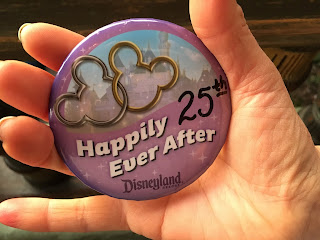 25th
Happily
Ever After
Disneyland